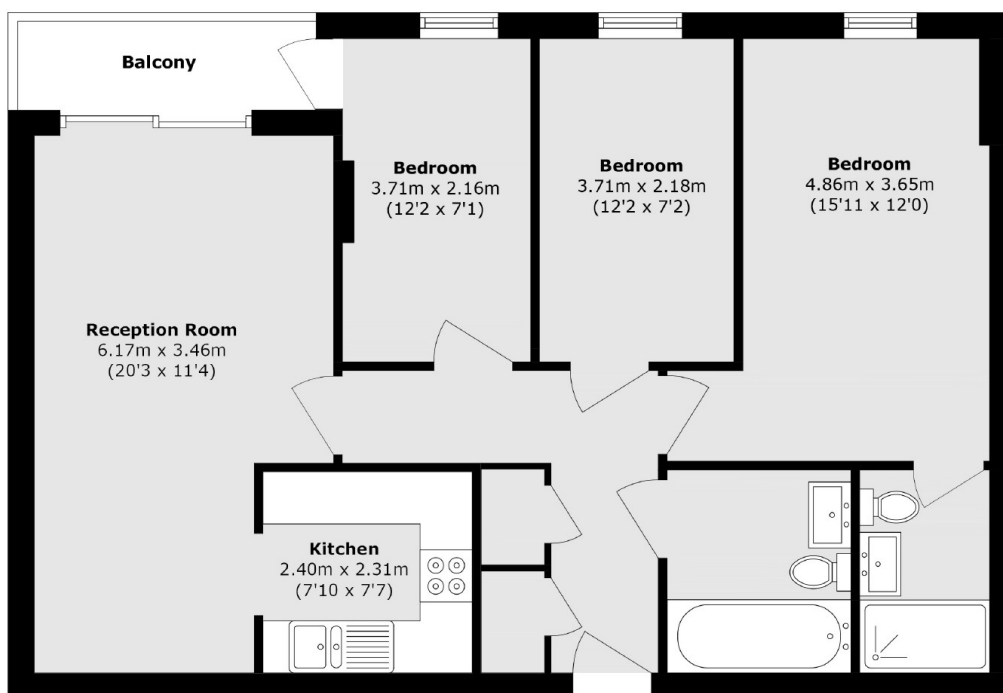 Balcony
Bedroom
3.71m x 2.16m
(12'2 x 7'1)
Bedroom
3.71m x 2.18m
(12'2 x 7'2)
Bedroom
4.86m x 3.65m
(15'11 x 12'0)
Reception Room
6.17m x 3.46m
(20'3 x 11'4)
Kitchen
2.40m x 2.31m
(7'10 x 7'7)